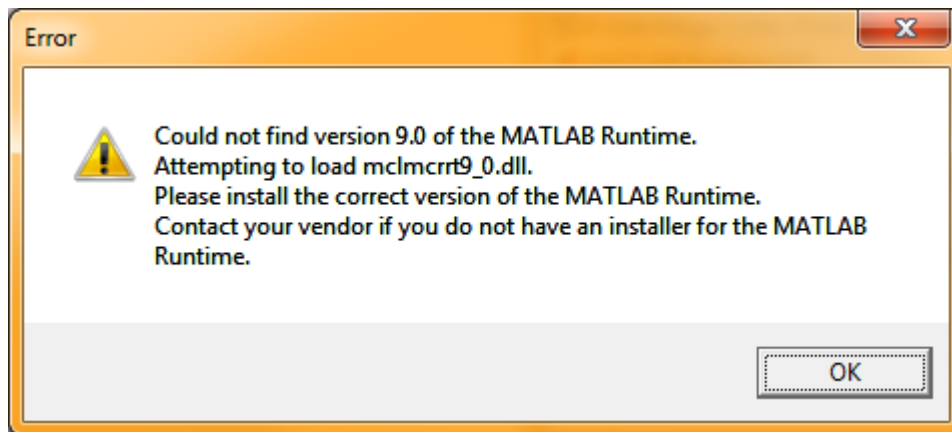 Error
Could not find version 9.0 of the MATLAB Runtime.
Attempting to load mclmcrrt9_0.dll.
Please install the correct version of the MATLAB Runtime.
Contact your vendor if you do not have an installer for the MATLAB
Runtime.
OK